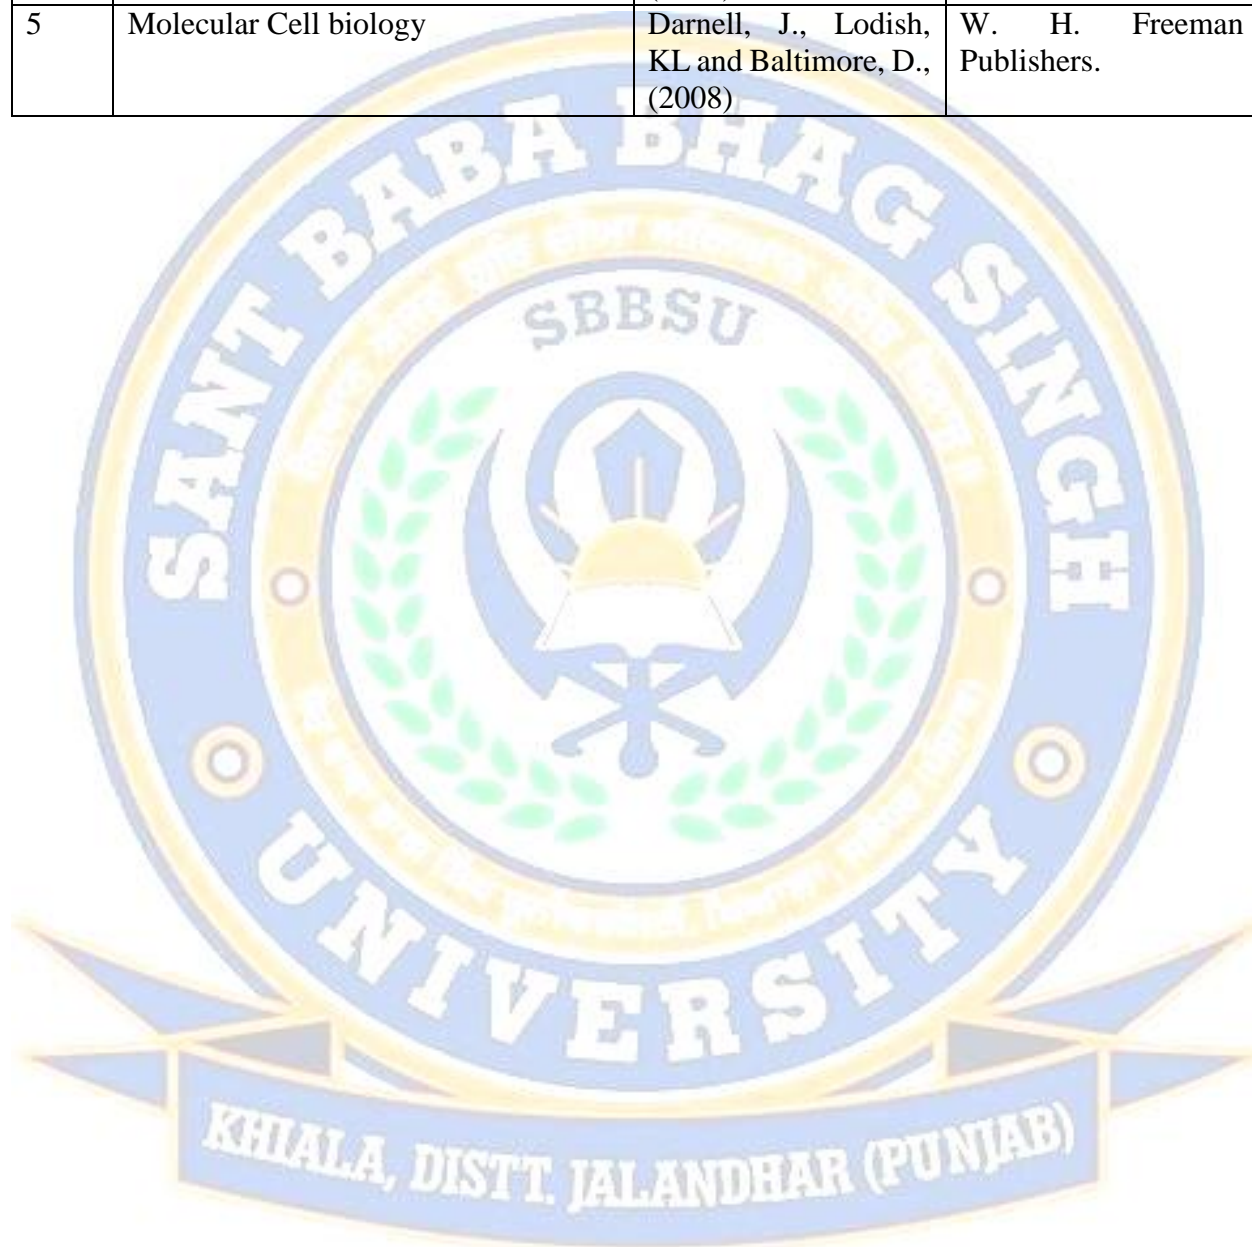 5 Molecular Cell biology Darnell, J., Lodish, W. H. Freeman
KL and Baltimore, D., Publishers.
(2008)
SANT BABA BHAG SINGH
SBBSU
UNIVERSITY
KHIALA, DISTT. JALANDHAR (PUNJAB)